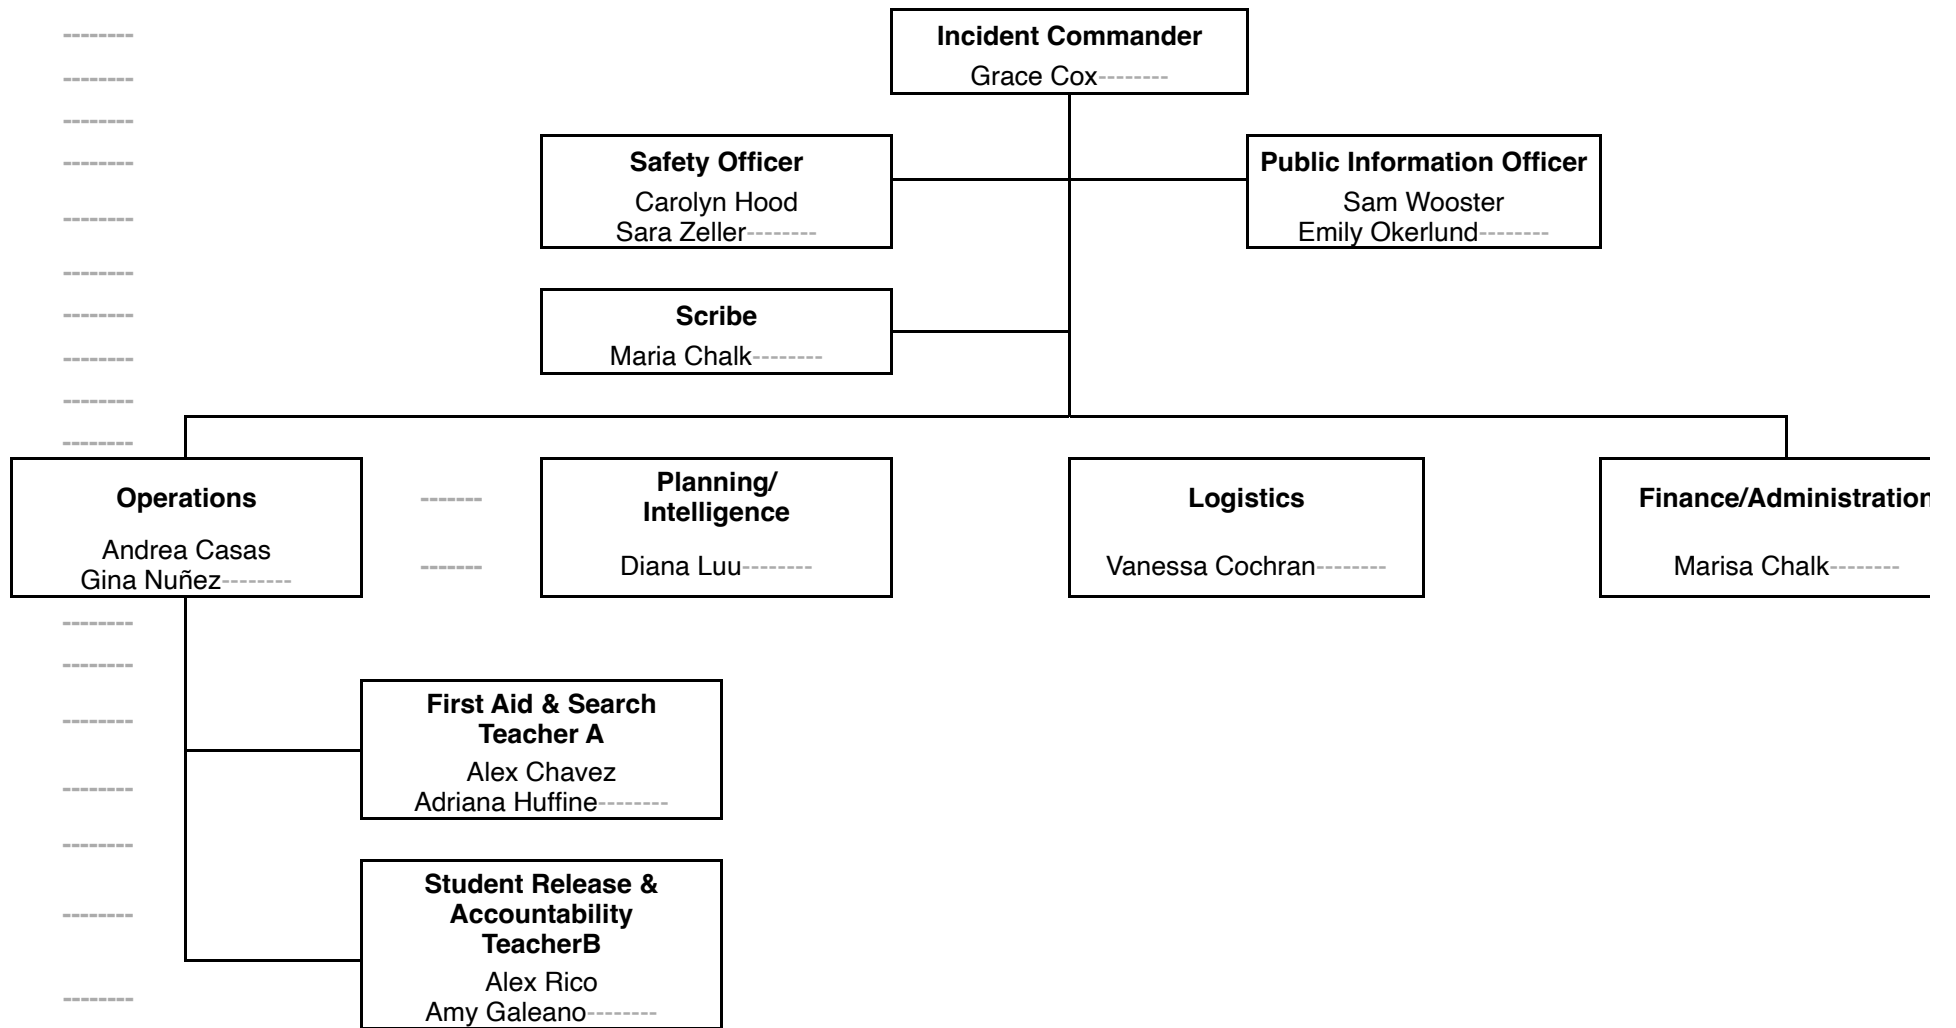 --------
Incident Commander
--------
Grace Cox--------
--------
--------
Safety Officer
Public Information Officer
Carolyn Hood
Sara Zeller--------
Sam Wooster
Emily Okerlund--------
--------
--------
--------
Scribe
Maria Chalk--------
--------
--------
--------
--------
Operations
Andrea Casas
Gina Nuñez--------
-------
-------
Planning/
Intelligence
Diana Luu--------
Logistics
Vanessa Cochran--------
Finance/Administration
Marisa Chalk--------
--------
--------
--------
First Aid & Search
Teacher A
Alex Chavez
Adriana Huffine--------
--------
--------
--------
Student Release &
Accountability
TeacherB
Alex Rico
Amy Galeano--------
--------